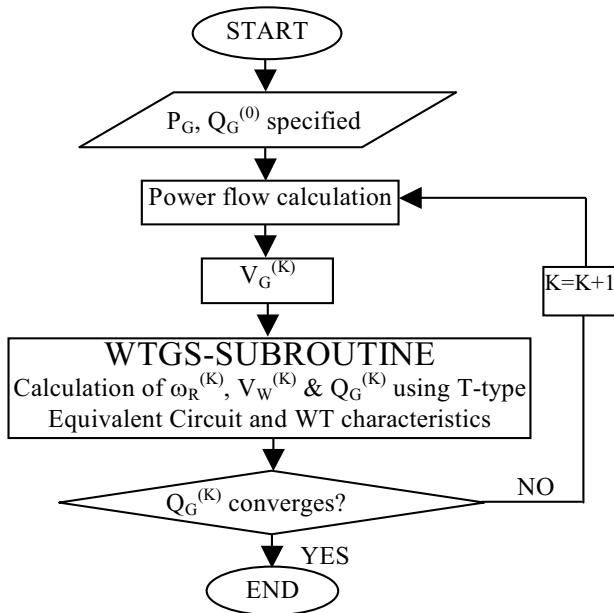 START
P_G, Q_G^(0) specified
Power flow calculation
V_G^(K)
K=K+1
WTGS-SUBROUTINE
Calculation of ω_R^(K), V_W^(K) & Q_G^(K) using T-type
Equivalent Circuit and WT characteristics
Q_G^(K) converges?
NO
YES
END